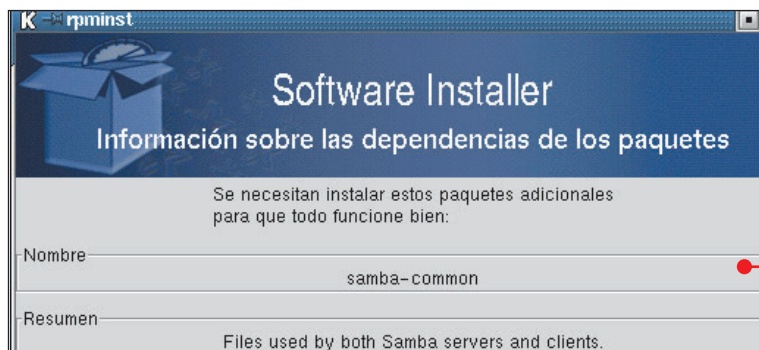 rpminst
Software Installer
Información sobre las dependencias de los paquetes
Se necesitan instalar estos paquetes adicionales
para que todo funcione bien:
Nombre
samba-common
Resumen
Files used by both Samba servers and clients.